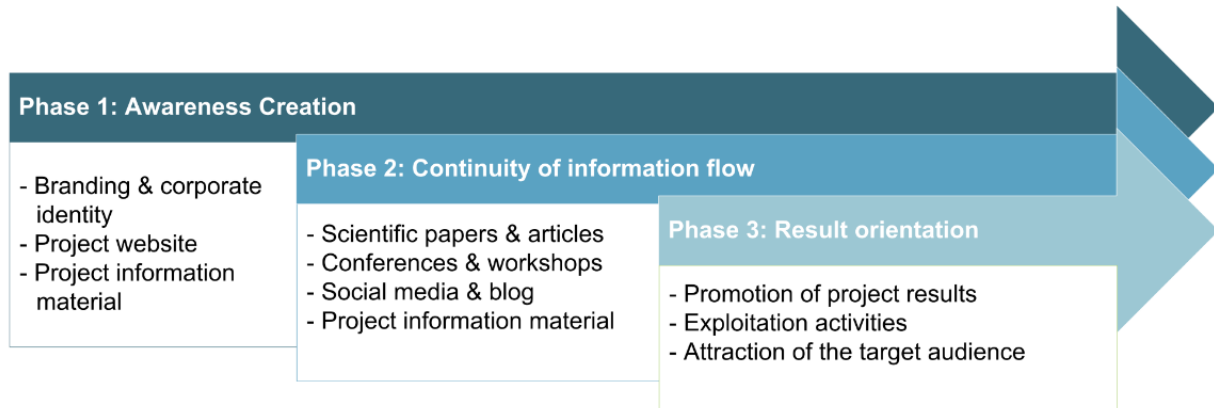 Phase 1: Awareness Creation
- Branding & corporate
identity
- Project website
- Project information
material
Phase 2: Continuity of information flow
- Scientific papers & articles
- Conferences & workshops
- Social media & blog
- Project information material
Phase 3: Result orientation
- Promotion of project results
- Exploitation activities
- Attraction of the target audience